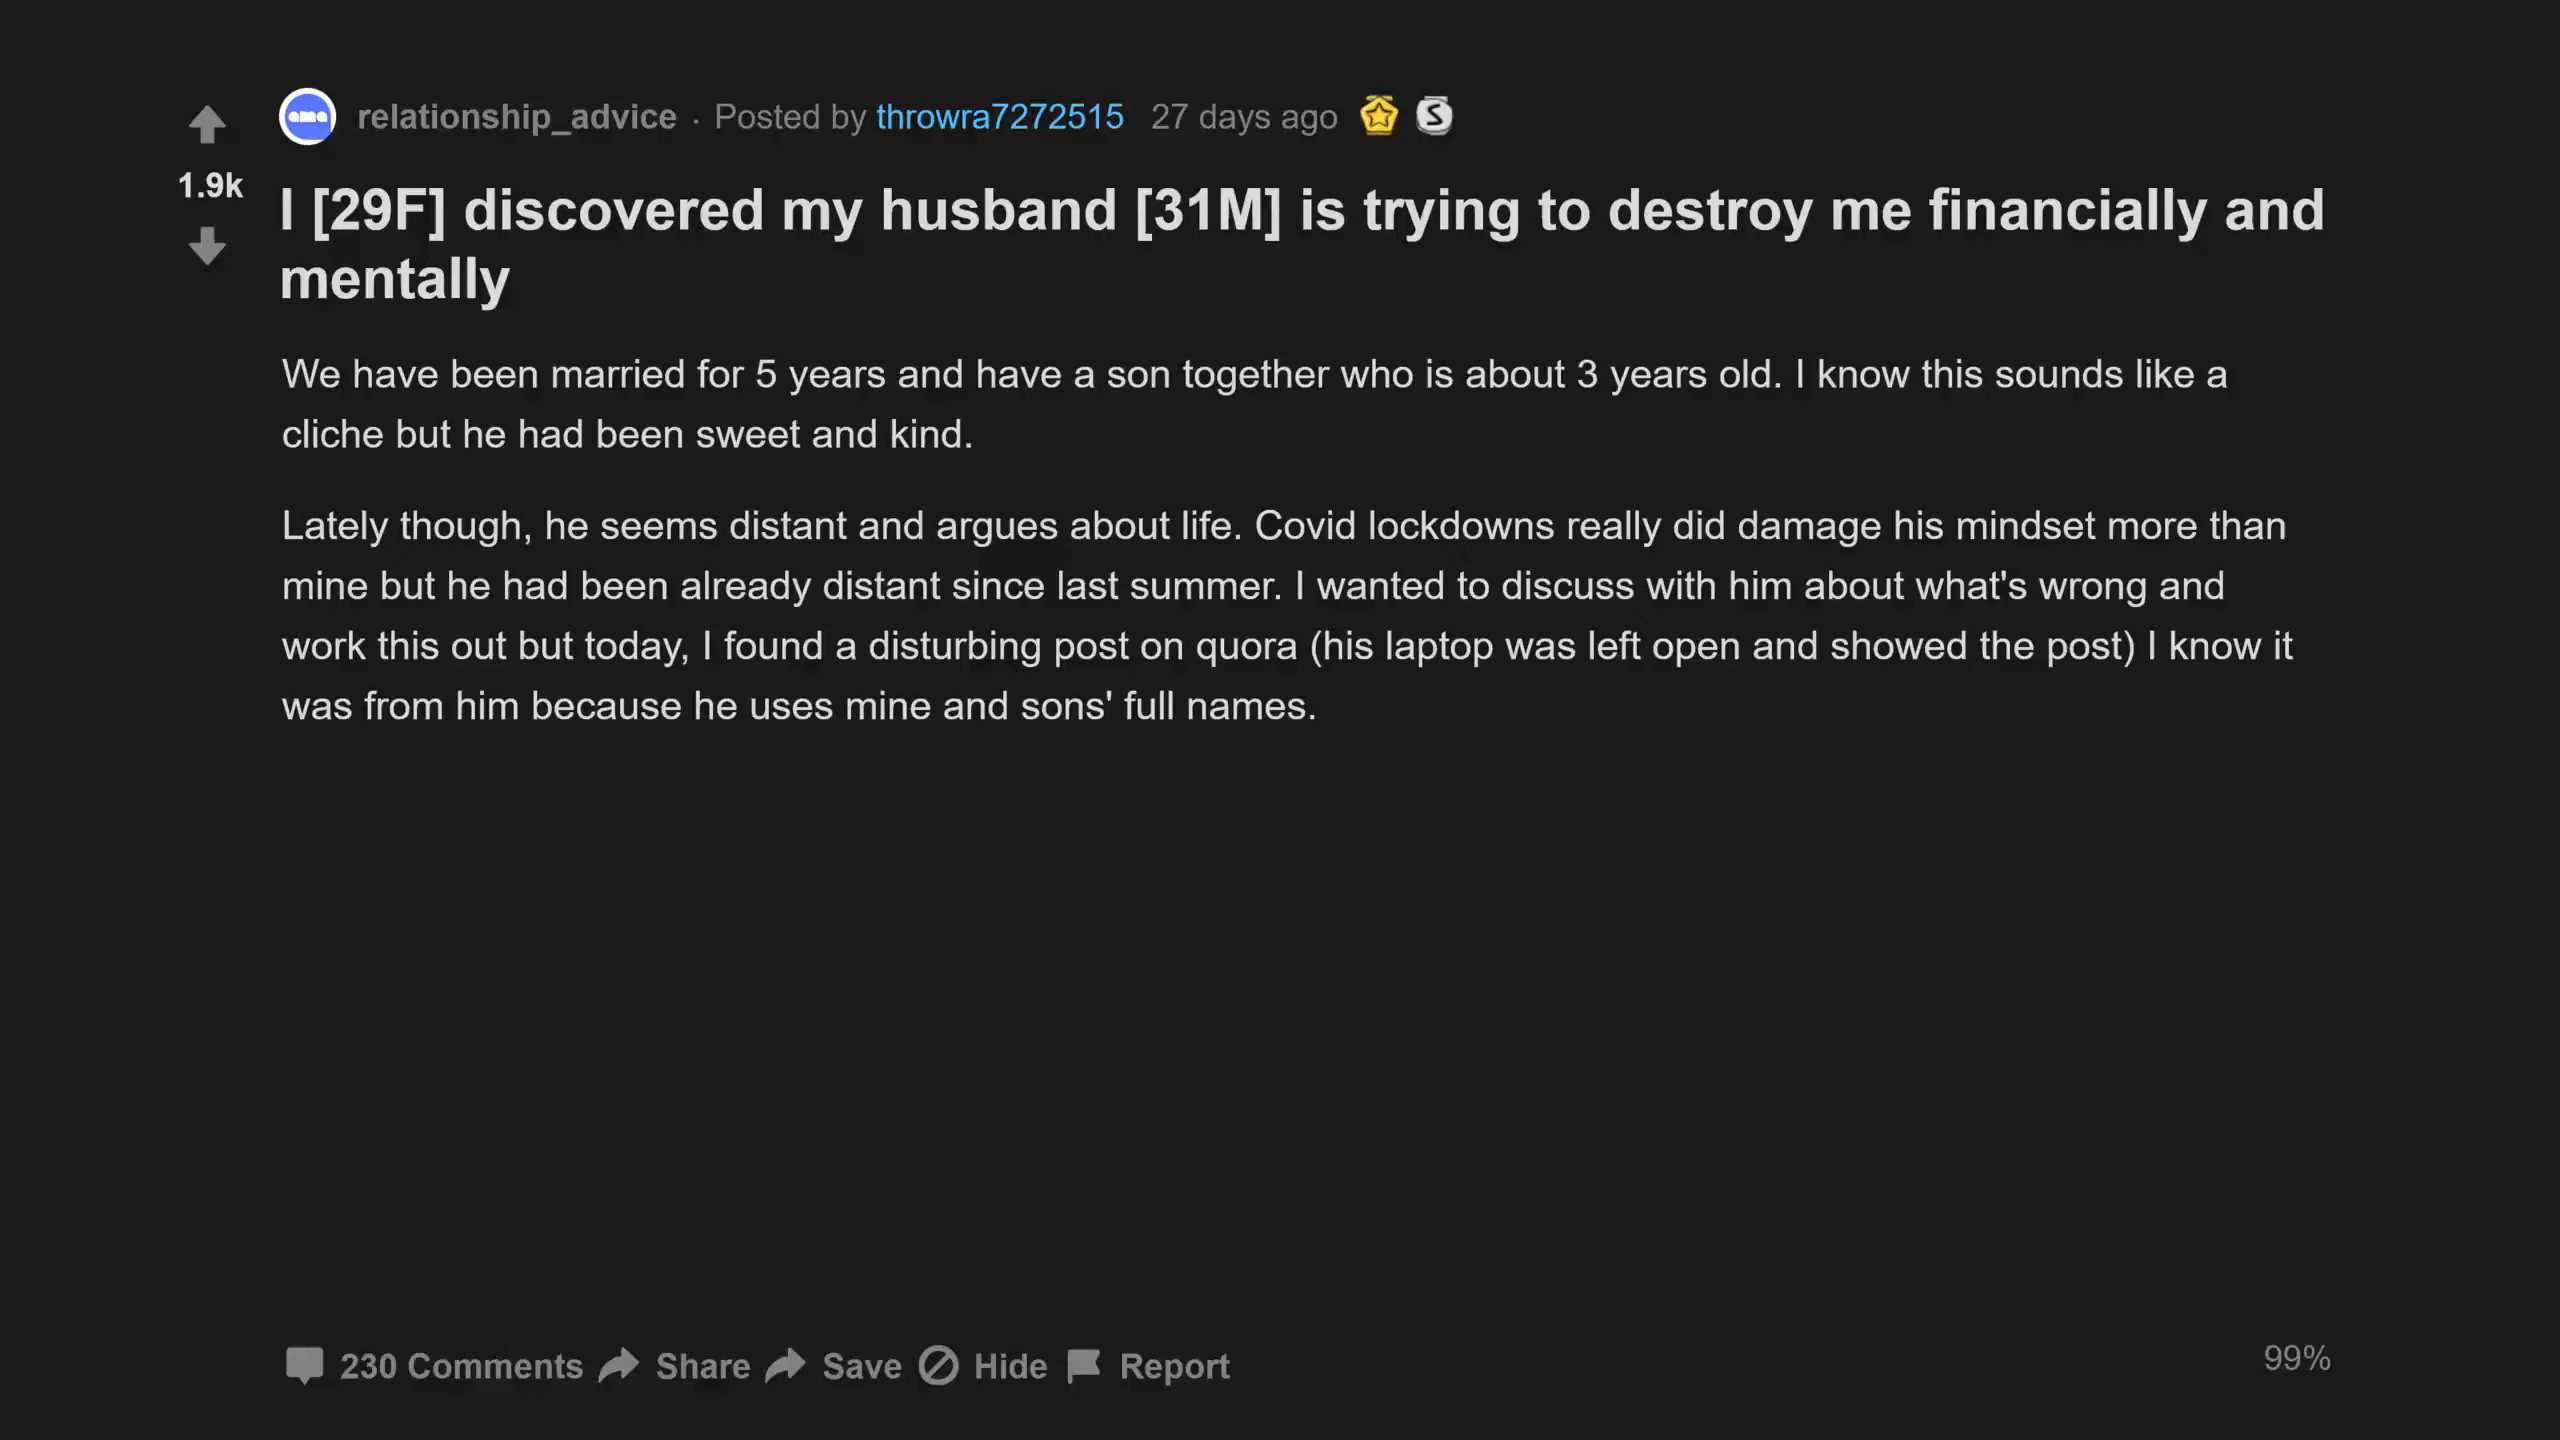 relationship_advice · Posted by throwra7272515 27 days ago
1.9k
I [29F] discovered my husband [31M] is trying to destroy me financially and
mentally
We have been married for 5 years and have a son together who is about 3 years old. I know this sounds like a
cliche but he had been sweet and kind.
Lately though, he seems distant and argues about life. Covid lockdowns really did damage his mindset more than
mine but he had been already distant since last summer. I wanted to discuss with him about what's wrong and
work this out but today, I found a disturbing post on quora (his laptop was left open and showed the post) I know it
was from him because he uses mine and sons' full names.
230 Comments Share Save Hide Report
99%